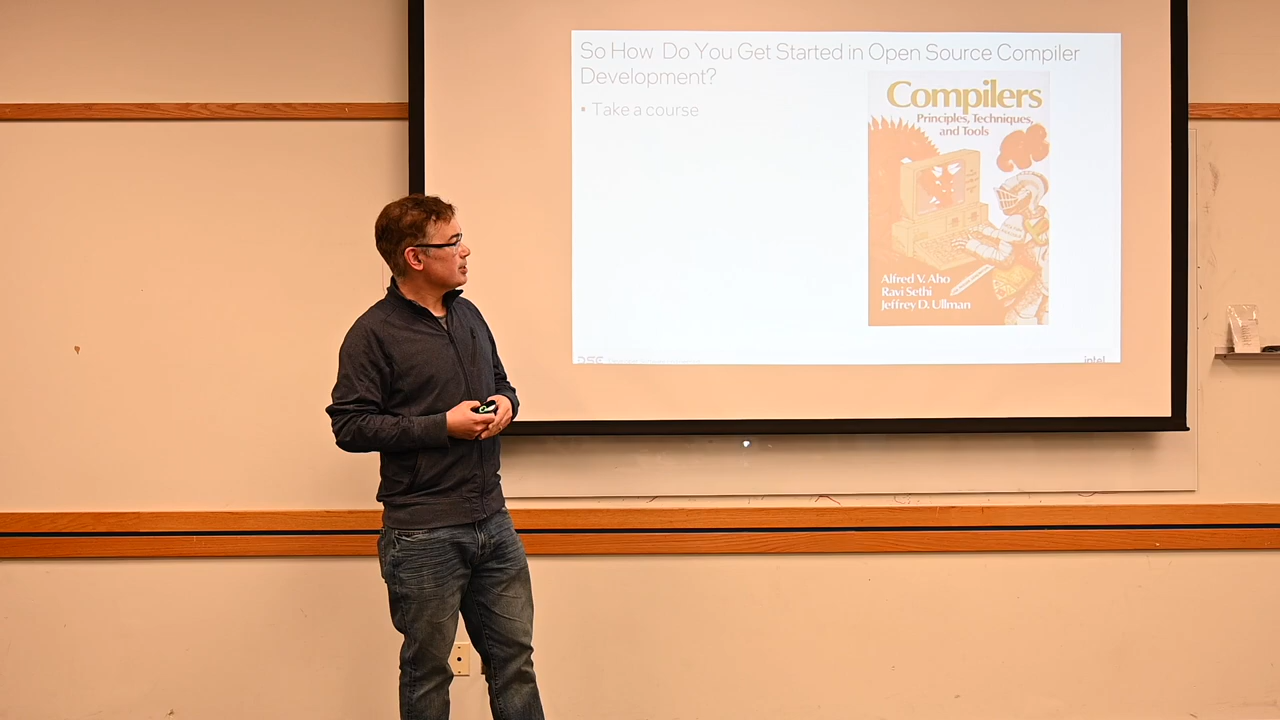 So How Do You Get Started in Open Source Compiler
Development?
▪ Take a course
Compilers
Principles, Techniques,
and Tools
Alfred V. Aho
Ravi Sethi
Jeffrey D. Ullman
intel